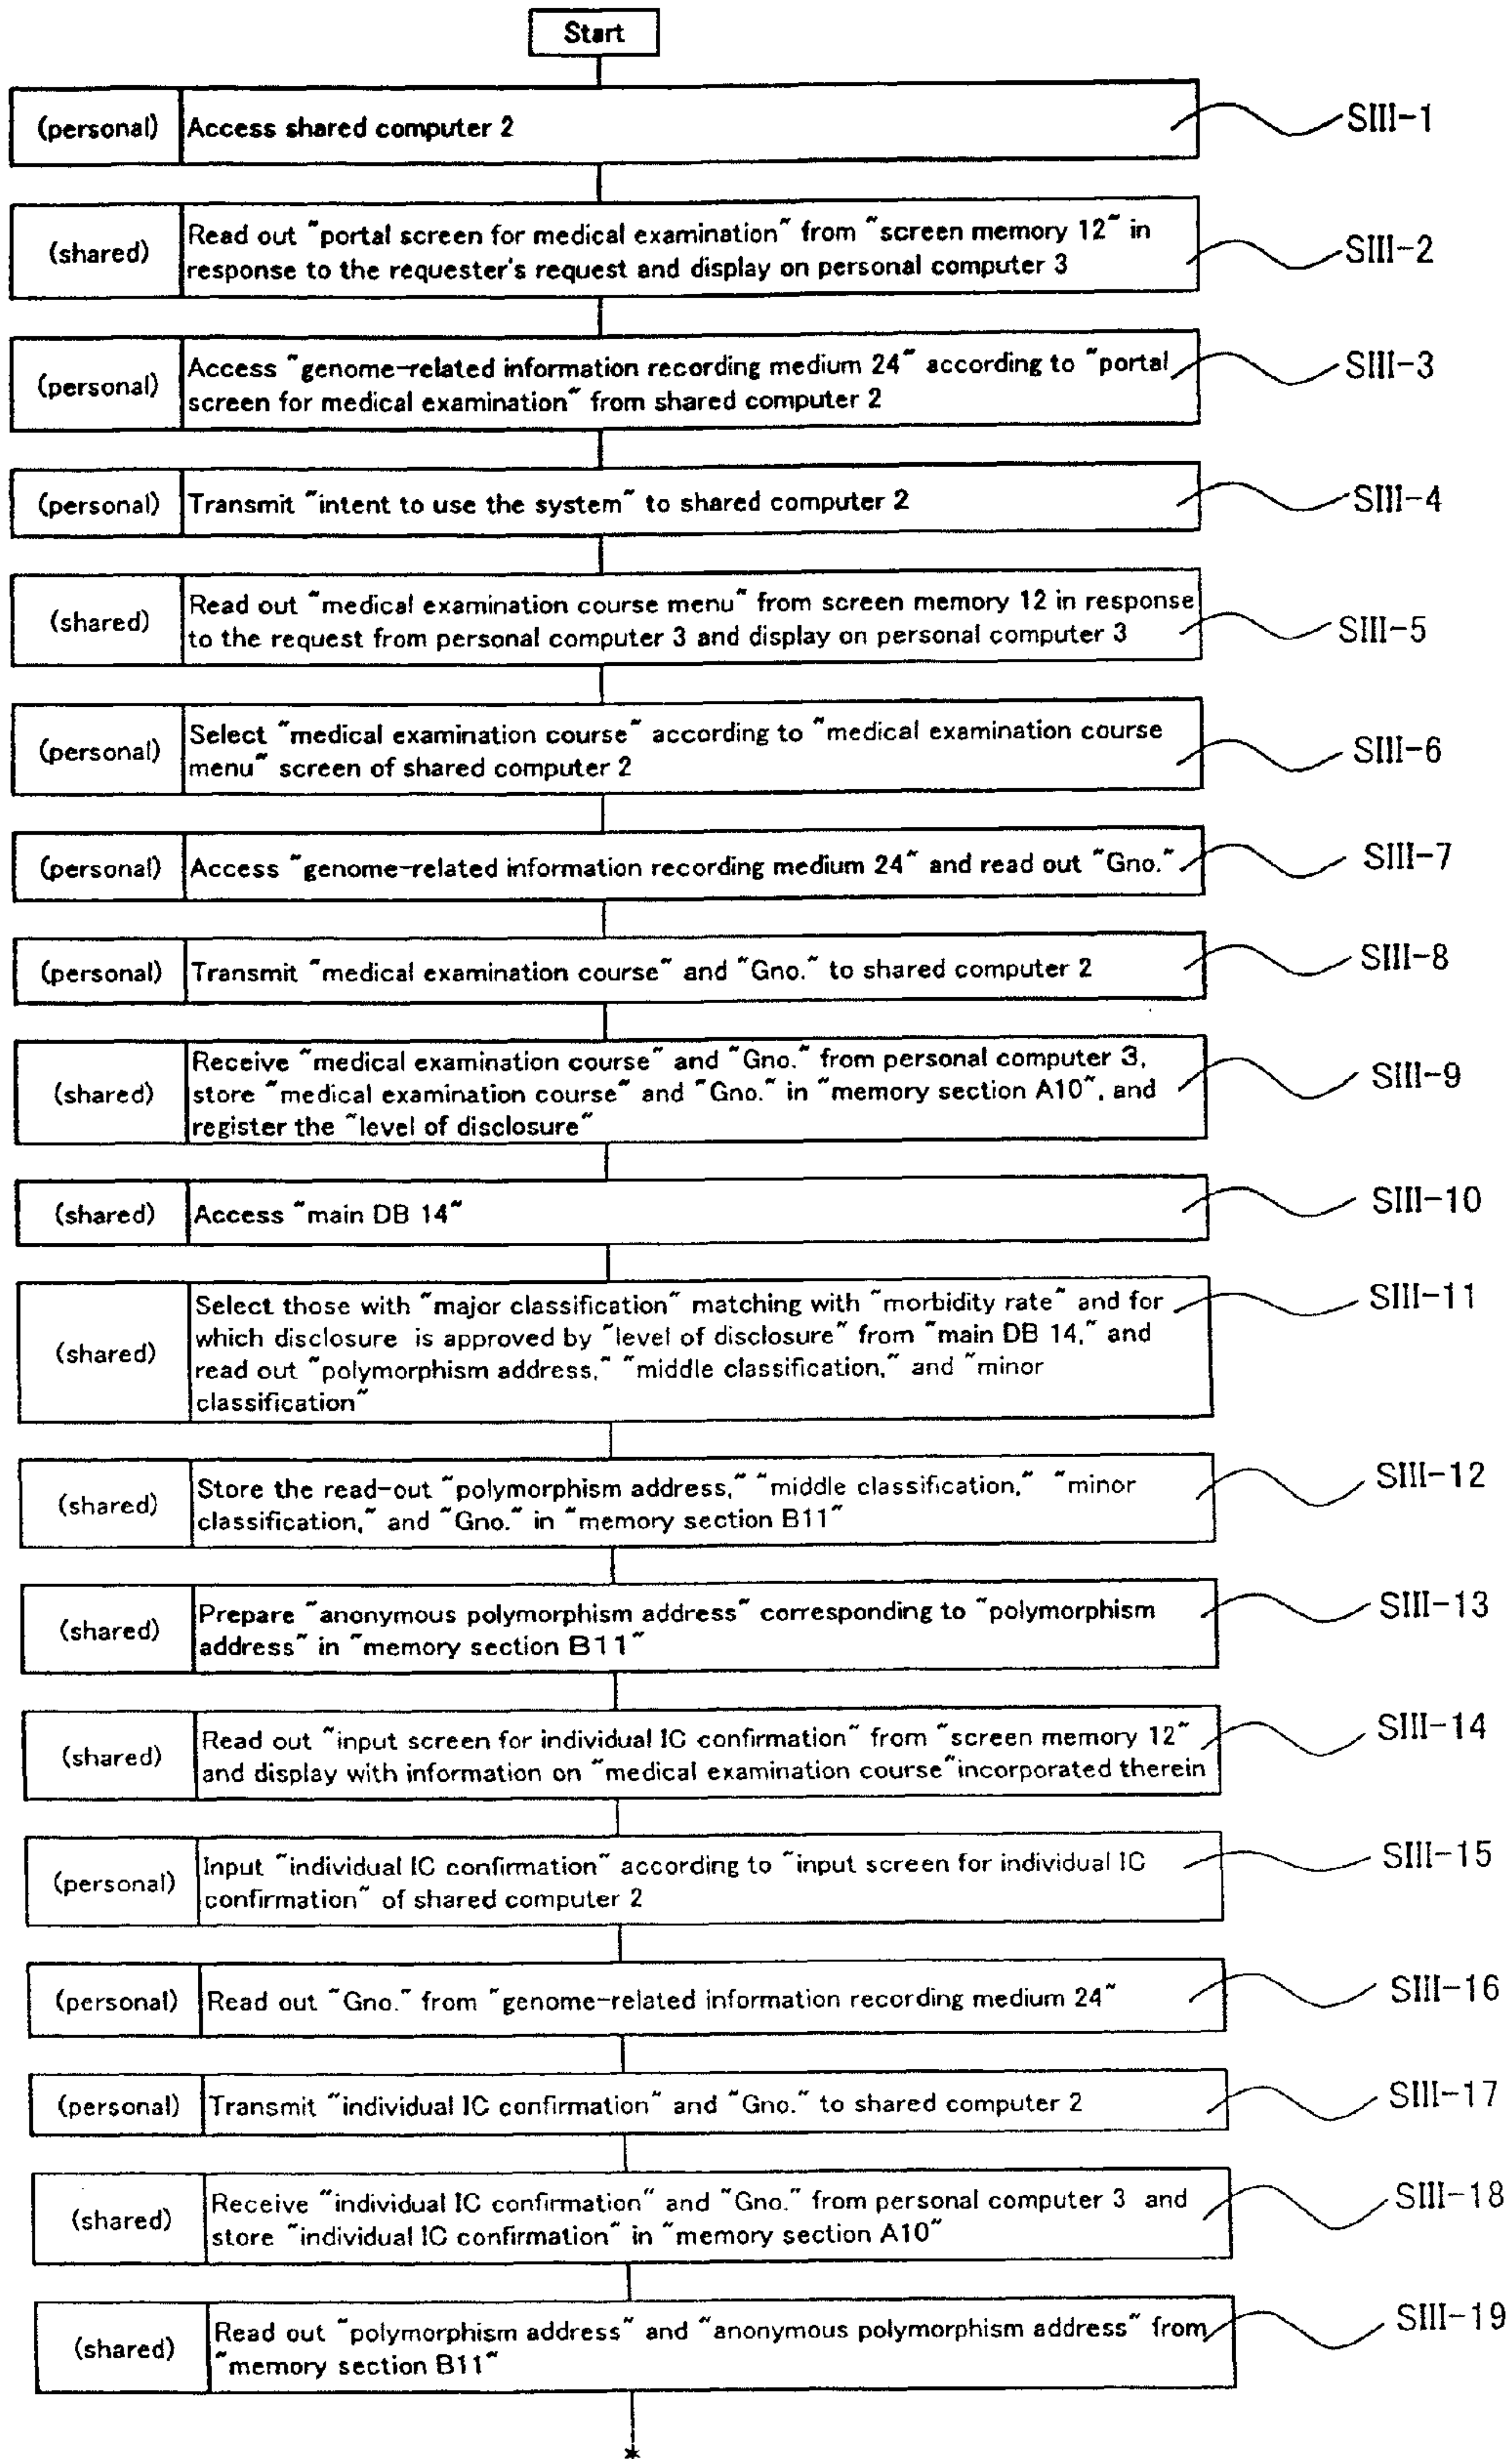 Start
(personal) Access shared computer 2 SIII-1
(shared) Read out "portal screen for medical examination" from "screen memory 12" in
response to the requester's request and display on personal computer 3 SIII-2
(personal) Access "genome-related information recording medium 24" according to "portal
screen for medical examination" from shared computer 2 SIII-3
(personal) Transmit "intent to use the system" to shared computer 2 SIII-4
(shared) Read out "medical examination course menu" from screen memory 12 in response
to the request from personal computer 3 and display on personal computer 3 SIII-5
(personal) Select "medical examination course" according to "medical examination course
menu" screen of shared computer 2 SIII-6
(personal) Access "genome-related information recording medium 24" and read out "Gno." SIII-7
(personal) Transmit "medical examination course" and "Gno." to shared computer 2 SIII-8
(shared) Receive "medical examination course" and "Gno." from personal computer 3,
store "medical examination course" and "Gno." in "memory section A10", and
register the "level of disclosure" SIII-9
(shared) Access "main DB 14" SIII-10
(shared) Select those with "major classification" matching with "morbidity rate" and for
which disclosure is approved by "level of disclosure" from "main DB 14," and
read out "polymorphism address," "middle classification," and "minor
classification" SIII-11
(shared) Store the read-out "polymorphism address," "middle classification," "minor
classification," and "Gno." in "memory section B11" SIII-12
(shared) Prepare "anonymous polymorphism address" corresponding to "polymorphism
address" in "memory section B11" SIII-13
(shared) Read out "input screen for individual IC confirmation" from "screen memory 12"
and display with information on "medical examination course"incorporated therein SIII-14
(personal) Input "individual IC confirmation" according to "input screen for individual IC
confirmation" of shared computer 2 SIII-15
(personal) Read out "Gno." from "genome-related information recording medium 24" SIII-16
(personal) Transmit "individual IC confirmation" and "Gno." to shared computer 2 SIII-17
(shared) Receive "individual IC confirmation" and "Gno." from personal computer 3 and
store "individual IC confirmation" in "memory section A10" SIII-18
(shared) Read out "polymorphism address" and "anonymous polymorphism address" from
"memory section B11" SIII-19
*